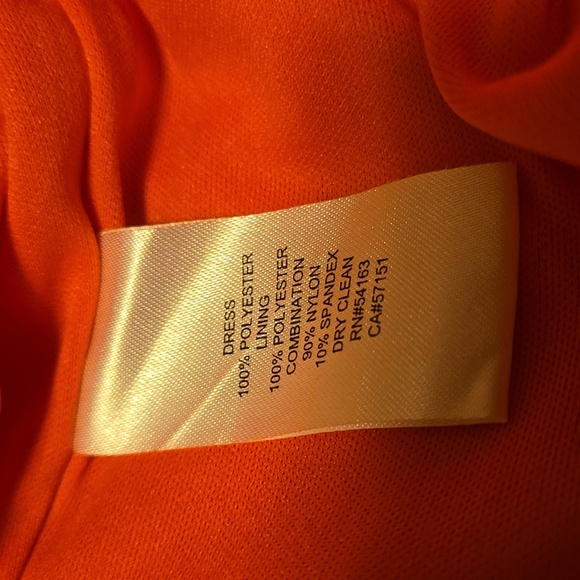 DRESS
100% POLYESTER
LINING
100% POLYESTER
COMBINATION
90% NYLON
10% SPANDEX
DRY CLEAN
RN#54163
CA#57151